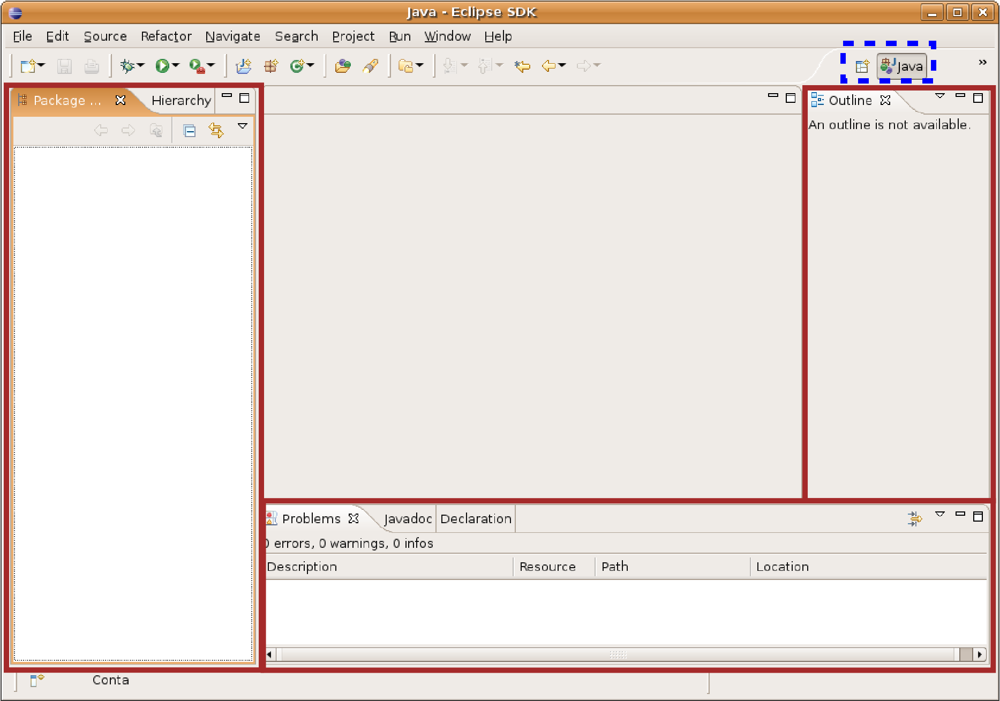 Java - Eclipse SDK
File Edit Source Refactor Navigate Search Project Run Window Help
Java
Package ... Hierarchy
Outline
An outline is not available.
Problems Javadoc Declaration
0 errors, 0 warnings, 0 infos
Description Resource Path Location
Conta